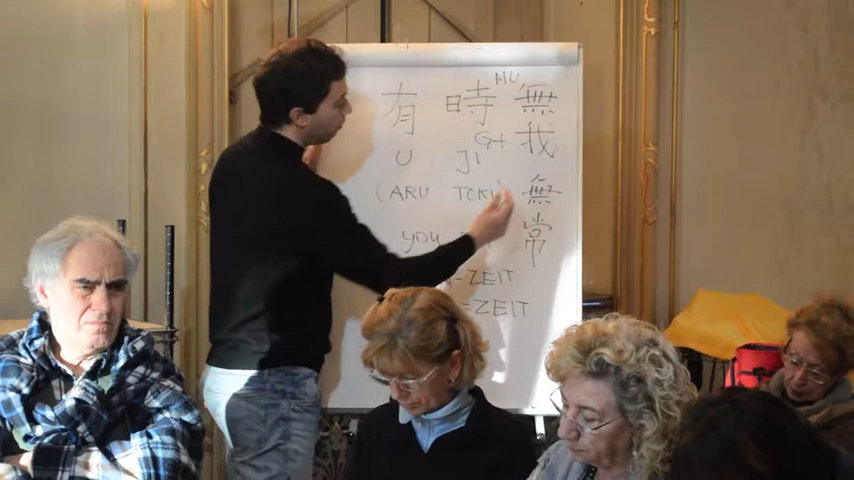 有 時 無
MU
我
GA
U JI
(ARU TOKI) 無
常
YOU
-ZEIT
-ZEIT